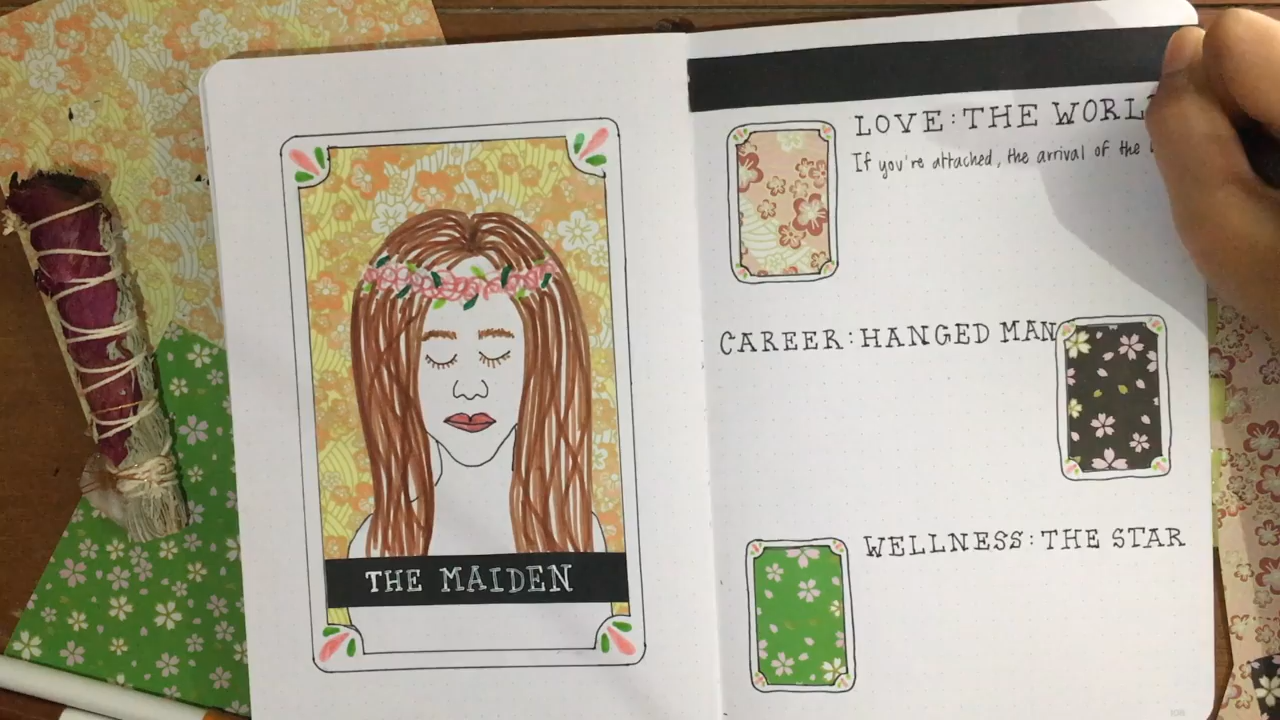 THE MAIDEN
LOVE: THE WORL
If you're attached, the arrival of the
CAREER: HANGED MAN
WELLNESS: THE STAR